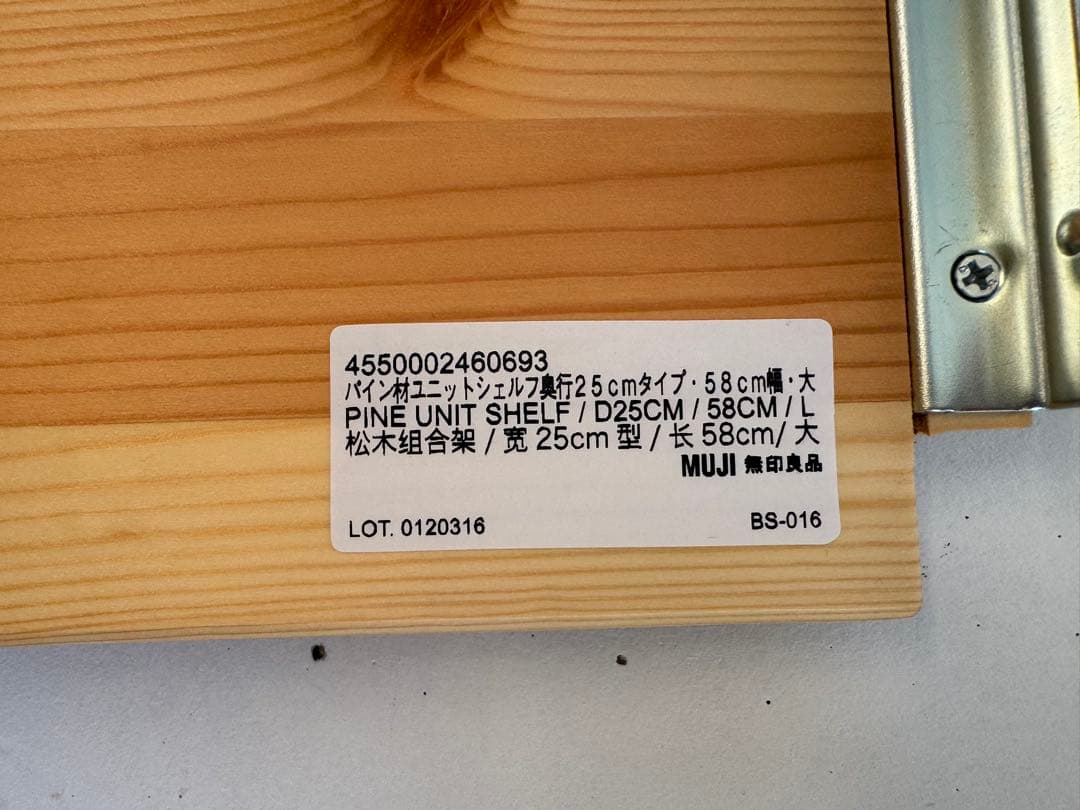 4550002460693
パイン材ユニットシェルフ奥行25cmタイプ・58cm幅・大
PINE UNIT SHELF / D25CM / 58CM / L
松木组合架 / 宽 25cm 型 / 长 58cm/ 大
MUJI 無印良品
LOT. 0120316 BS-016